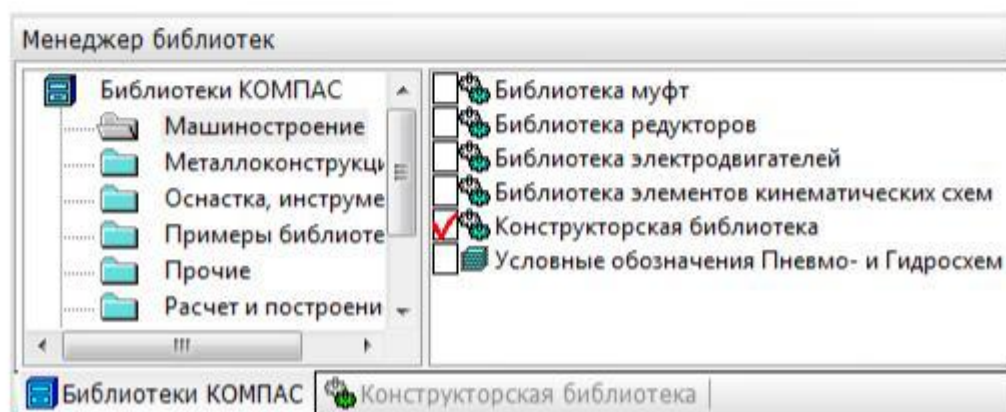 Менеджер библиотек
Библиотеки КОМПАС
Машиностроение
Металлоконструкци
Оснастка, инструме
Примеры библиоте
Прочие
Расчет и построени
Библиотека муфт
Библиотека редукторов
Библиотека электродвигателей
Библиотека элементов кинематических схем
Конструкторская библиотека
Условные обозначения Пневмо- и Гидросхем
Библиотеки КОМПАС
Конструкторская библиотека